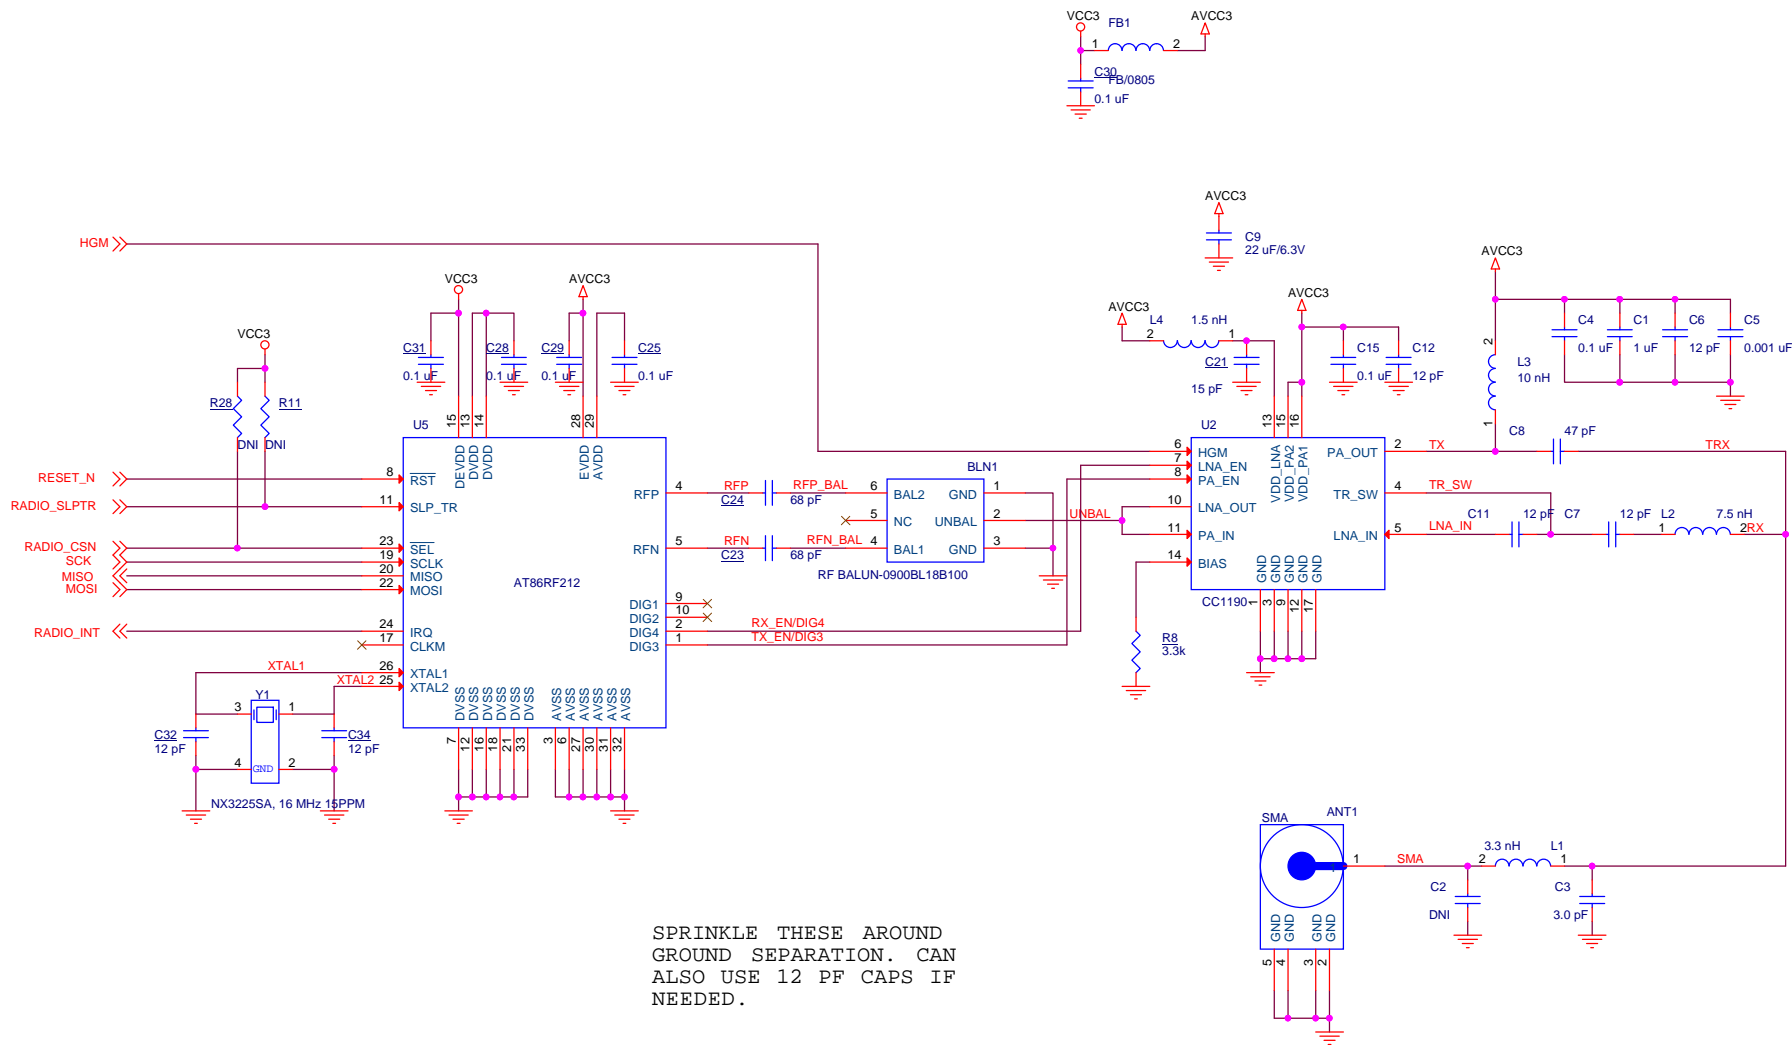 VCC3
FB1
AVCC3
1
2
C30
FB/0805
0.1 uF
AVCC3
C9
22 uF/6.3V
HGM
VCC3
AVCC3
C31
0.1 uF
C28
0.1 uF
C29
0.1 uF
C25
0.1 uF
VCC3
R28
DNI
R11
DNI
AVCC3
L4
1.5 nH
2
1
C21
15 pF
AVCC3
C15
0.1 uF
C12
12 pF
AVCC3
C4
0.1 uF
C1
1 uF
C6
12 pF
C5
0.001 uF
2
L3
10 nH
1
U5
15
13
14
28
29
DEVDD
DVDD
DVDD
EVDD
AVDD
RESET_N
8
RST
RADIO_SLPTR
11
SLP_TR
RADIO_CSN
23
SEL
SCK
19
SCLK
MISO
20
MISO
MOSI
22
MOSI
RADIO_INT
24
IRQ
17
CLKM
XTAL1
26
XTAL1
XTAL2
25
XTAL2
AT86RF212
RFP
4
RFP
RFN
5
RFN
DIG1
9
DIG2
10
DIG4
2
RX_EN/DIG4
DIG3
1
TX_EN/DIG3
DVSS
DVSS
DVSS
DVSS
DVSS
DVSS
AVSS
AVSS
AVSS
AVSS
AVSS
AVSS
7
12
16
18
21
33
3
6
27
30
31
32
Y1
3
1
4
2
GND
C32
12 pF
C34
12 pF
NX3225SA, 16 MHz 15PPM
C24
68 pF
RFP_BAL
C23
68 pF
RFN_BAL
BLN1
6
BAL2
GND
1
5
NC
UNBAL
2
4
BAL1
GND
3
RF BALUN-0900BL18B100
UNBAL
U2
13
15
16
VDD_LNA
VDD_PA2
VDD_PA1
6
HGM
7
LNA_EN
8
PA_EN
10
LNA_OUT
11
PA_IN
14
BIAS
PA_OUT
2
TX
TR_SW
4
TR_SW
LNA_IN
5
LNA_IN
GND
GND
GND
GND
GND
CC1190
1
3
9
12
17
R8
3.3k
C8
47 pF
TRX
C11
12 pF
C7
12 pF
L2
7.5 nH
1
2
RX
SMA
ANT1
1
SMA
GND
GND
GND
GND
5
4
3
2
3.3 nH
L1
2
1
C2
DNI
C3
3.0 pF
SPRINKLE THESE AROUND
GROUND SEPARATION. CAN
ALSO USE 12 PF CAPS IF
NEEDED.